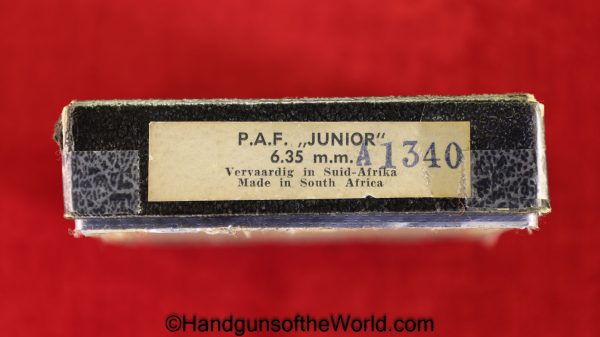 P.A.F. „JUNIOR"
6.35 m.m. A1340
Vervaardig in Suid-Afrika
Made in South Africa
©HandgunsoftheWorld.com